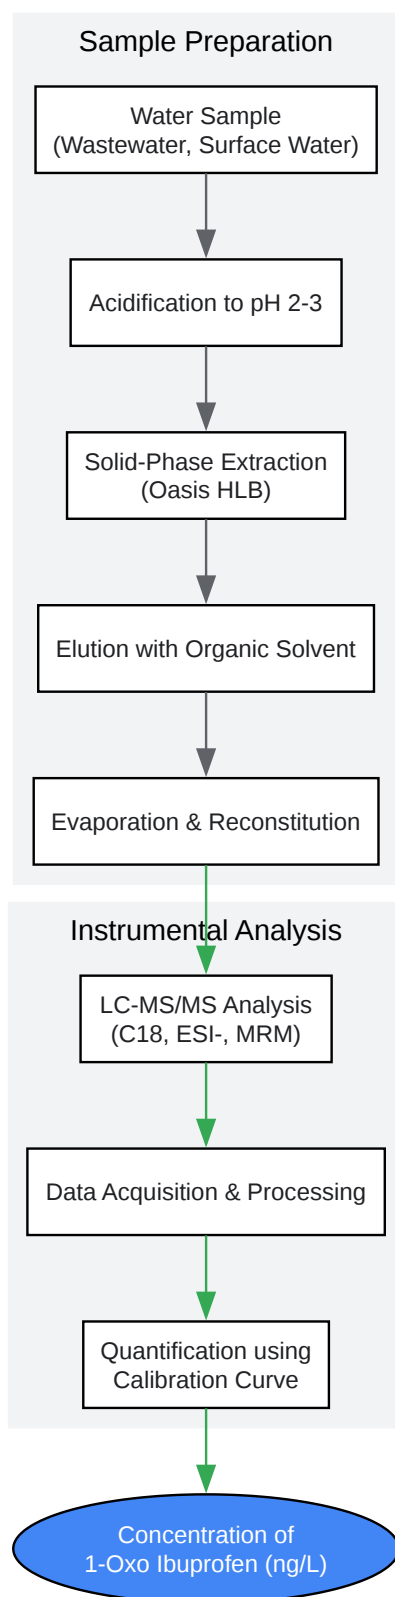 Sample Preparation
Water Sample
(Wastewater, Surface Water)
Acidification to pH 2-3
Solid-Phase Extraction
(Oasis HLB)
Elution with Organic Solvent
Evaporation & Reconstitution
Instrumental Analysis
LC-MS/MS Analysis
(C18, ESI-, MRM)
Data Acquisition & Processing
Quantification using
Calibration Curve
Concentration of
1-Oxo Ibuprofen (ng/L)